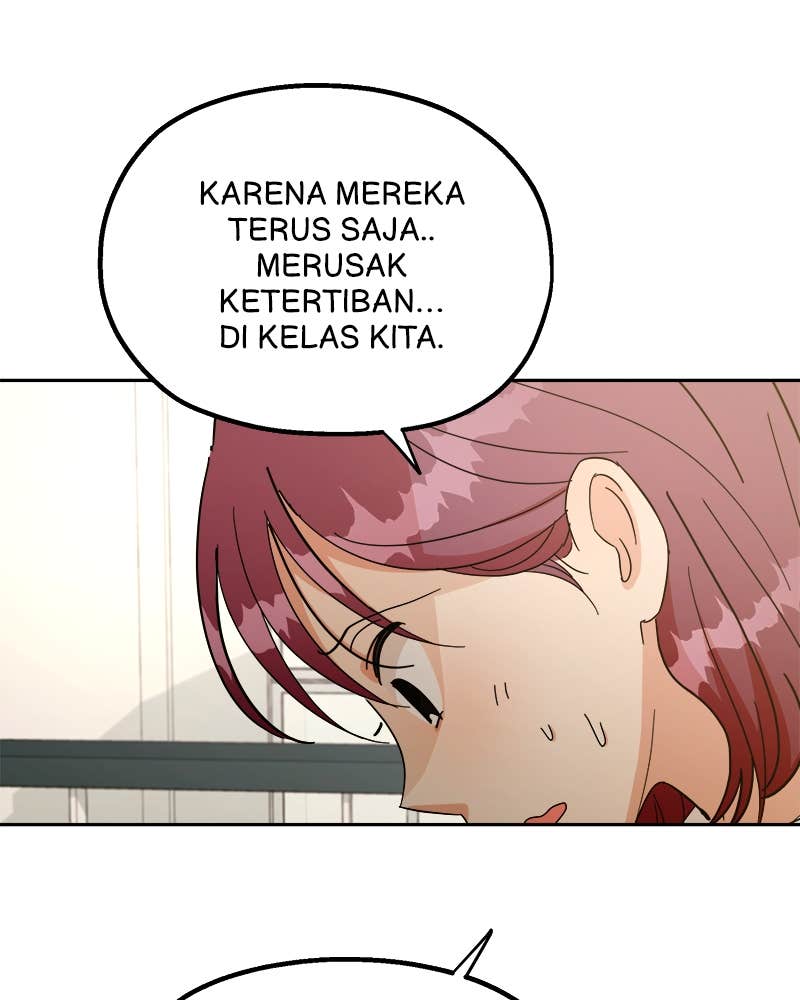 KARENA MEREKA
TERUS SAJA..
MERUSAK
KETERTIBAN...
DI KELAS KITA.